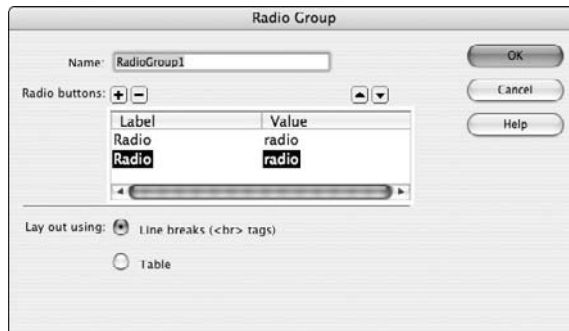 Radio Group
Name: RadioGroup1
OK
Radio buttons:
Cancel
Help
Label Value
Radio radio
Radio radio
Lay out using: Line breaks (<br> tags)
Table